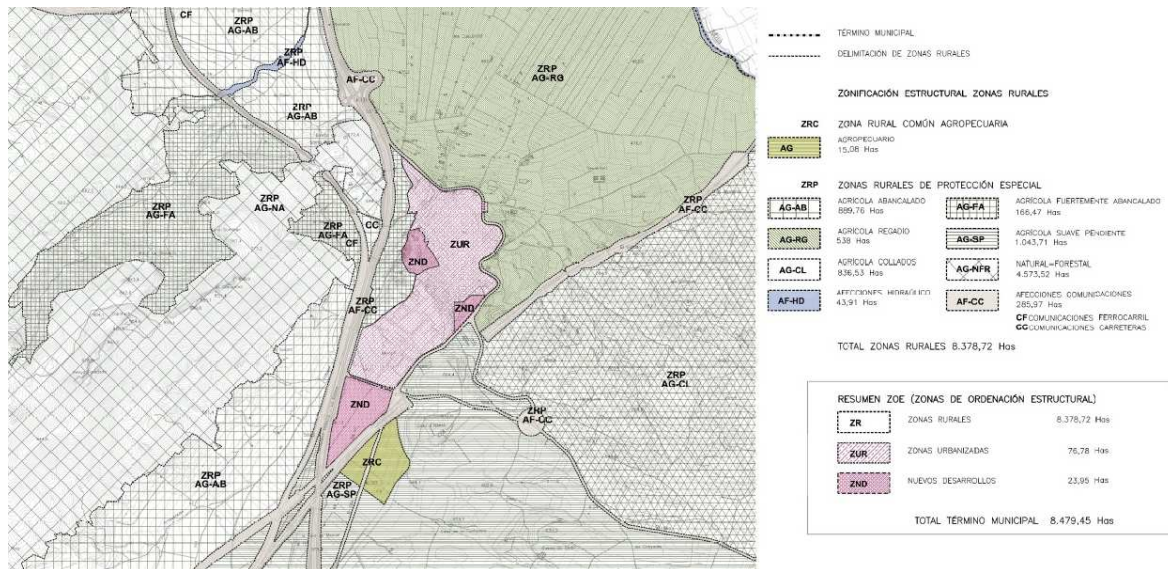 CF
ZRP
AG-AB
ZRP
AF-HD
AF-CC
ZRP
AG-RG
ZRP
AG-AB
ZRP
AG-FA
ZRP
AG-NA
ZRP
AG-FA
CC
CF
ZUR
ZND
ZRP
AF-CC
ZND
ZRP
AF-CC
ZRP
AG-CL
ZND
ZRP
AF-CC
ZRC
ZRP
AG-AB
ZRP
AG-SP
TÉRMINO MUNICIPAL
DELIMITACIÓN DE ZONAS RURALES
ZONIFICACIÓN ESTRUCTURAL ZONAS RURALES
ZRC ZONA RURAL COMÚN AGROPECUARIA
AG AGROPECUARIO
15,08 Has
ZRP ZONAS RURALES DE PROTECCIÓN ESPECIAL
AG-AB AGRÍCOLA ABANCALADO
889,76 Has
AG-FA AGRÍCOLA FUERTEMENTE ABANCALADO
166,47 Has
AG-RG AGRÍCOLA REGADIO
538 Has
AG-SP AGRÍCOLA SUAVE PENDIENTE
1.043,71 Has
AG-CL AGRÍCOLA COLLADOS
836,53 Has
AG-NFR NATURAL-FORESTAL
4.573,52 Has
AF-HD AFECCIONES HIDRAÚLICO
43,91 Has
AF-CC AFECCIONES COMUNICACIONES
285,97 Has
CF COMUNICACIONES FERROCARRIL
CC COMUNICACIONES CARRETERAS
TOTAL ZONAS RURALES 8.378,72 Has
RESUMEN ZOE (ZONAS DE ORDENACIÓN ESTRUCTURAL)
ZR ZONAS RURALES 8.378,72 Has
ZUR ZONAS URBANIZADAS 76,78 Has
ZND NUEVOS DESARROLLOS 23,95 Has
TOTAL TÉRMINO MUNICIPAL 8.479,45 Has